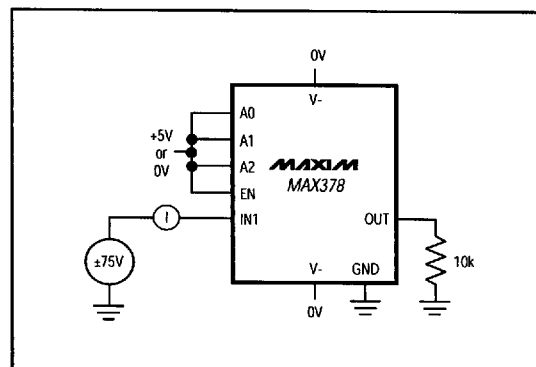 0V
V-
A0
A1
A2
EN
IN1
+5V
or
0V
MAXIM
MAX378
I
±75V
OUT
10k
V-
GND
0V